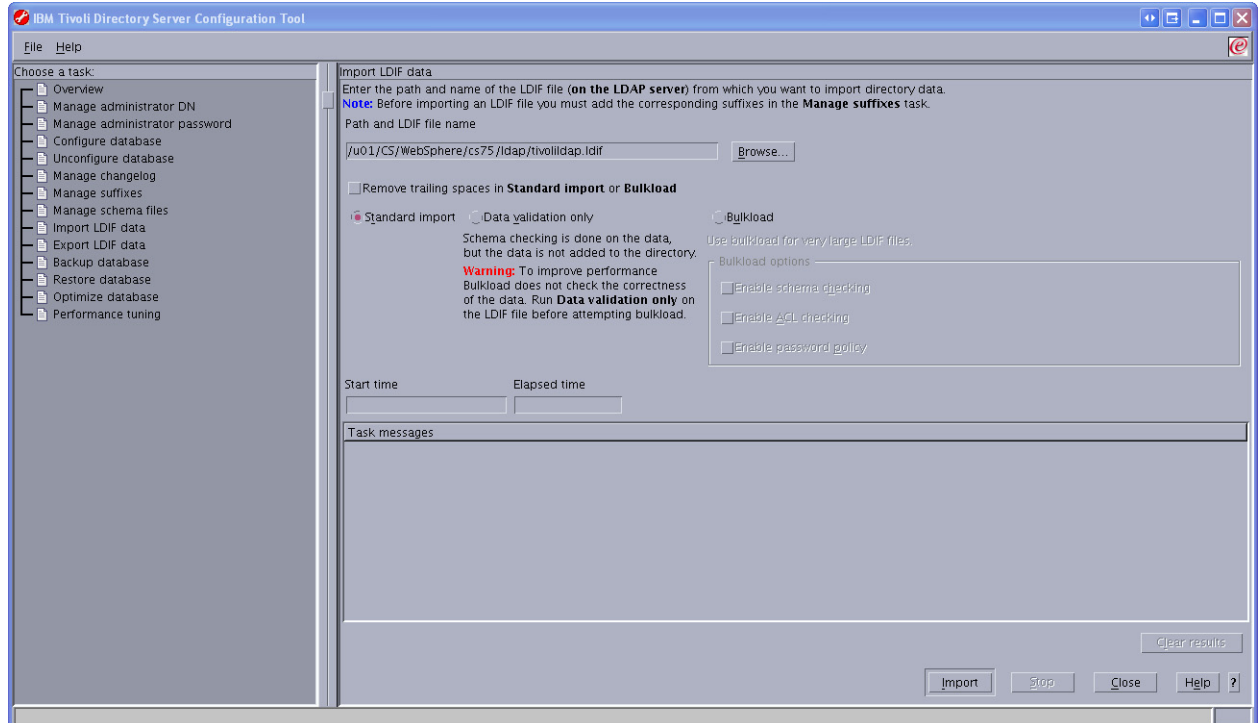 IBM Tivoli Directory Server Configuration Tool
File Help
Choose a task:
Overview
Manage administrator DN
Manage administrator password
Configure database
Unconfigure database
Manage changelog
Manage suffixes
Manage schema files
Import LDIF data
Export LDIF data
Backup database
Restore database
Optimize database
Performance tuning
Import LDIF data
Enter the path and name of the LDIF file (on the LDAP server) from which you want to import directory data.
Note: Before importing an LDIF file you must add the corresponding suffixes in the Manage suffixes task.
Path and LDIF file name
/u01/CS/WebSphere/cs75/ldap/tivolildap.ldif Browse...
Remove trailing spaces in Standard import or Bulkload
Standard import Data validation only Bulkload
Schema checking is done on the data,
but the data is not added to the directory.
Warning: To improve performance
Bulkload does not check the correctness
of the data. Run Data validation only on
the LDIF file before attempting bulkload.
Use bulkload for very large LDIF files.
Bulkload options
Enable schema checking
Enable ACL checking
Enable password policy
Start time Elapsed time
Task messages
Clear results
Import Stop Close Help ?